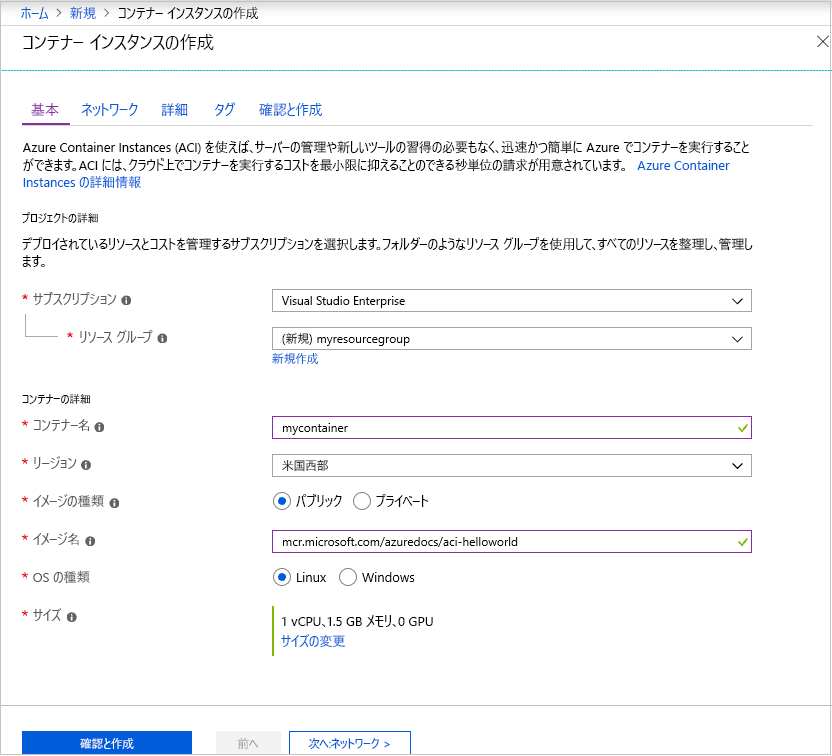 ホーム > 新規 > コンテナー インスタンスの作成
コンテナー インスタンスの作成
基本 ネットワーク 詳細 タグ 確認と作成
Azure Container Instances (ACI) を使えば、サーバーの管理や新しいツールの習得の必要もなく、迅速かつ簡単に Azure でコンテナーを実行すること
ができます。ACI には、クラウド上でコンテナーを実行するコストを最小限に抑えることのできる秒単位の請求が用意されています。 Azure Container
Instances の詳細情報
プロジェクトの詳細
デプロイされているリソースとコストを管理するサブスクリプションを選択します。フォルダーのようなリソース グループを使用して、すべてのリソースを整理し、管理し
ます。
* サブスクリプション Visual Studio Enterprise
* リソース グループ (新規) myresourcegroup
新規作成
コンテナーの詳細
* コンテナー名 mycontainer
* リージョン 米国西部
* イメージの種類 パブリック プライベート
* イメージ名 mcr.microsoft.com/azuredocs/aci-helloworld
* OS の種類 Linux Windows
* サイズ 1 vCPU、1.5 GB メモリ、0 GPU
サイズの変更
確認と作成 前へ 次へ:ネットワーク >